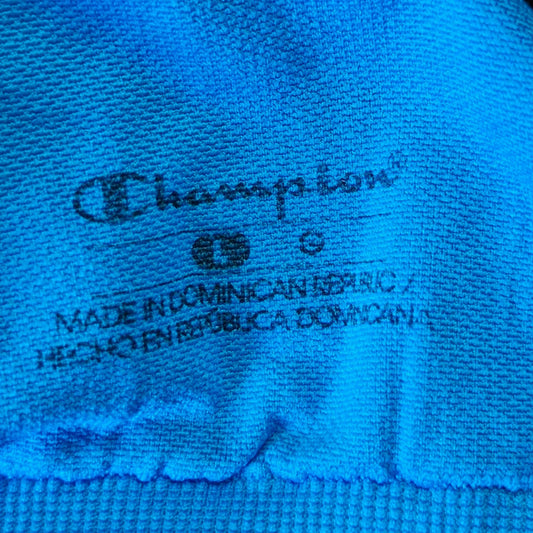 Champion®
L G
MADE IN DOMINICAN REPUBLIC /
HECHO EN REPÚBLICA DOMINICANA